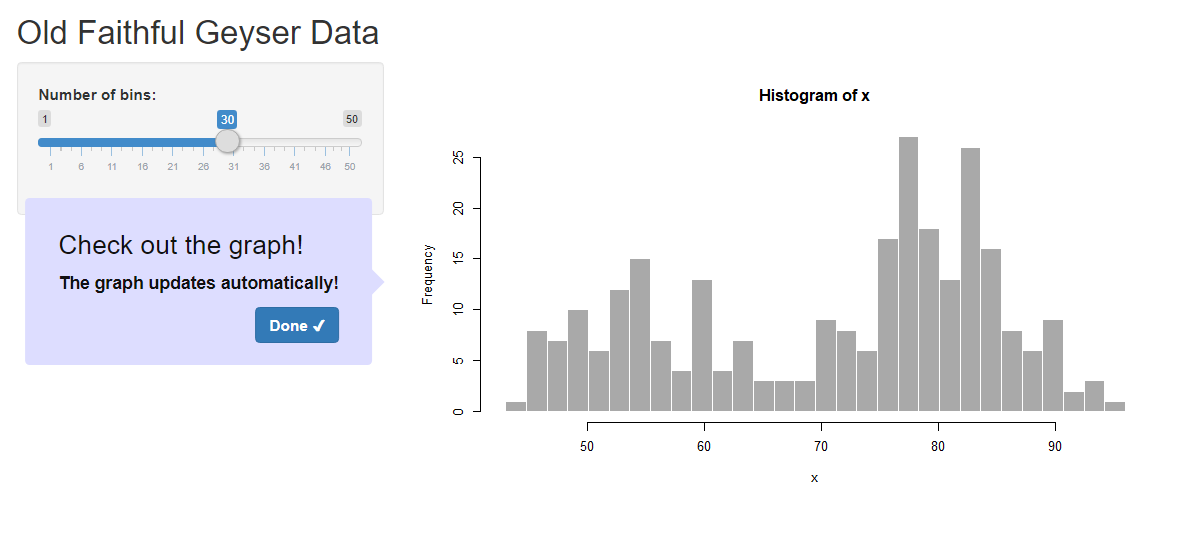 Old Faithful Geyser Data
Number of bins:
1 30 50
1 6 11 16 21 26 31 36 41 46 50
Check out the graph!
The graph updates automatically!
Done ✔
Histogram of x
Frequency
25
20
15
10
5
0
50 60 70 80 90
x